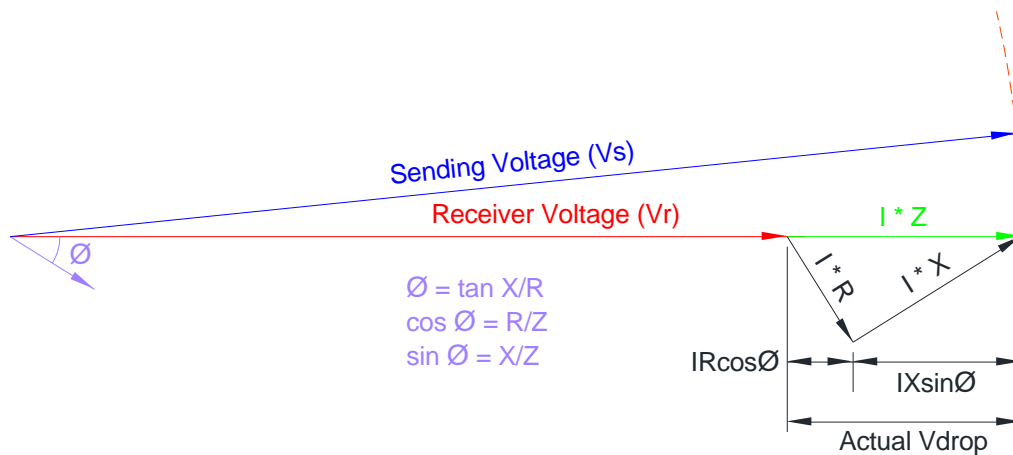 Sending Voltage (Vs)
Receiver Voltage (Vr)
I * Z
Ø
I * R
I * X
Ø = tan X/R
cos Ø = R/Z
sin Ø = X/Z
IRcosØ
IXsinØ
Actual Vdrop